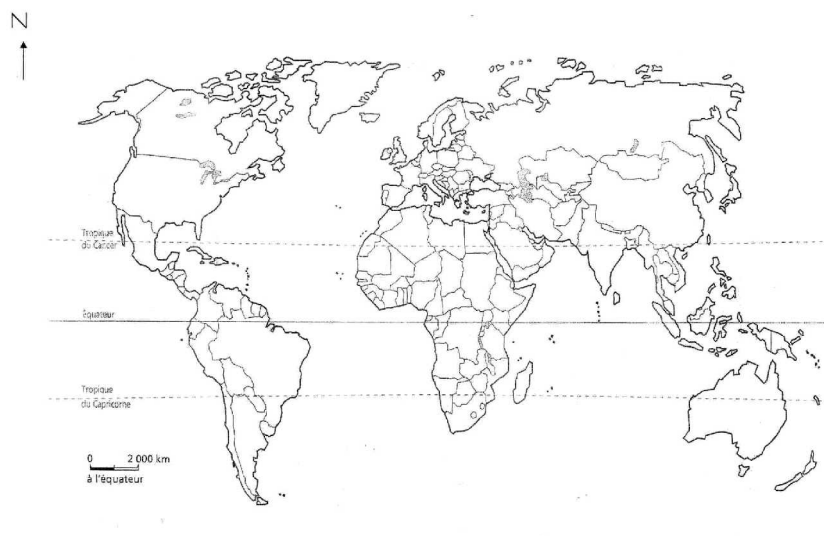 N
Tropique
du Cancer
Équateur
Tropique
du Capricorne
0 2 000 km
à l'équateur